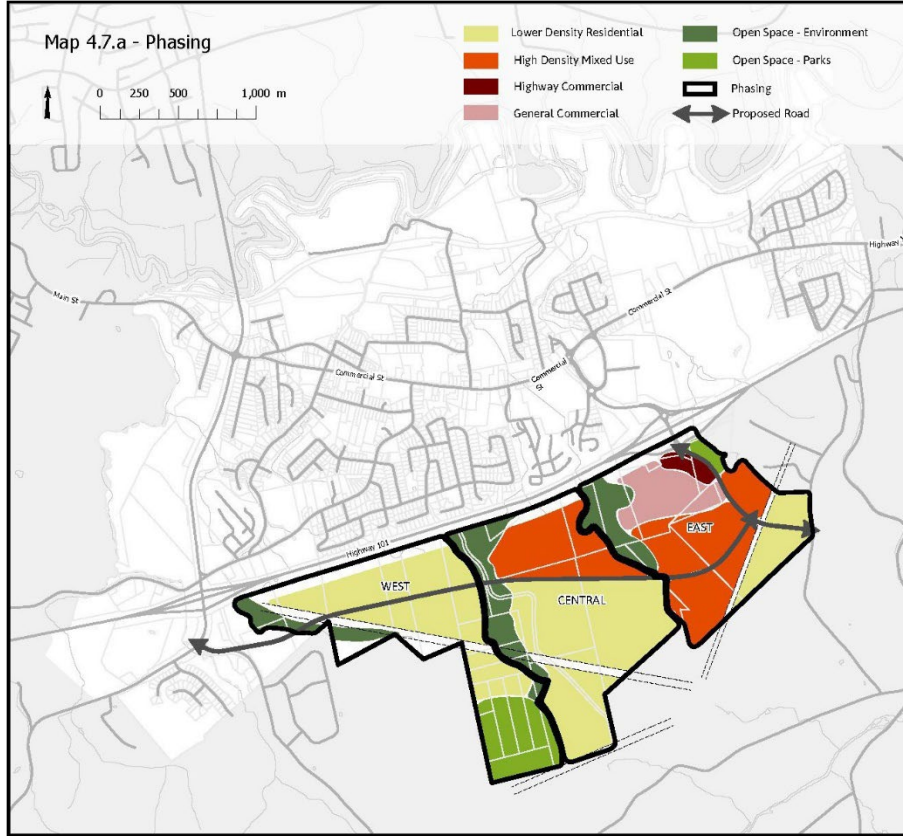 Map 4.7.a - Phasing
0 250 500 1,000 m
Lower Density Residential
High Density Mixed Use
Highway Commercial
General Commercial
Open Space - Environment
Open Space - Parks
Phasing
Proposed Road
Highway
Main St
Commercial St
Commercial St
Commercial
St
Highway 101
EAST
WEST
CENTRAL